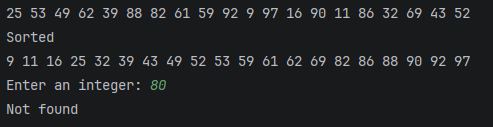 25 53 49 62 39 88 82 61 59 92 9 97 16 90 11 86 32 69 43 52
Sorted
9 11 16 25 32 39 43 49 52 53 59 61 62 69 82 86 88 90 92 97
Enter an integer: 80
Not found